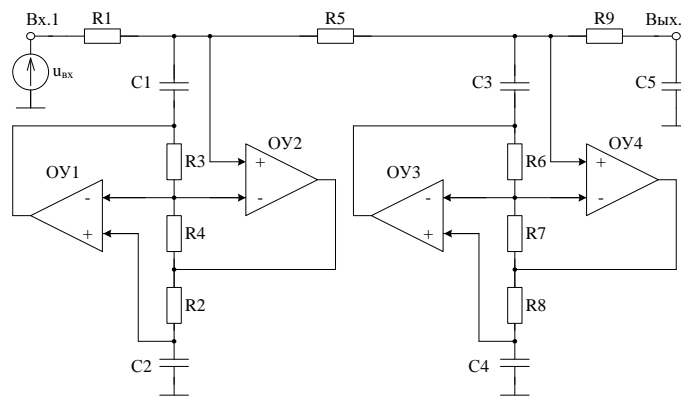 Вх.1 R1 R5 R9 Вых.
uвх C1 C3 C5
ОУ1 R3 + - ОУ2 ОУ3 R6 + - ОУ4
- + R4 - + R7
R2 R8
C2 C4